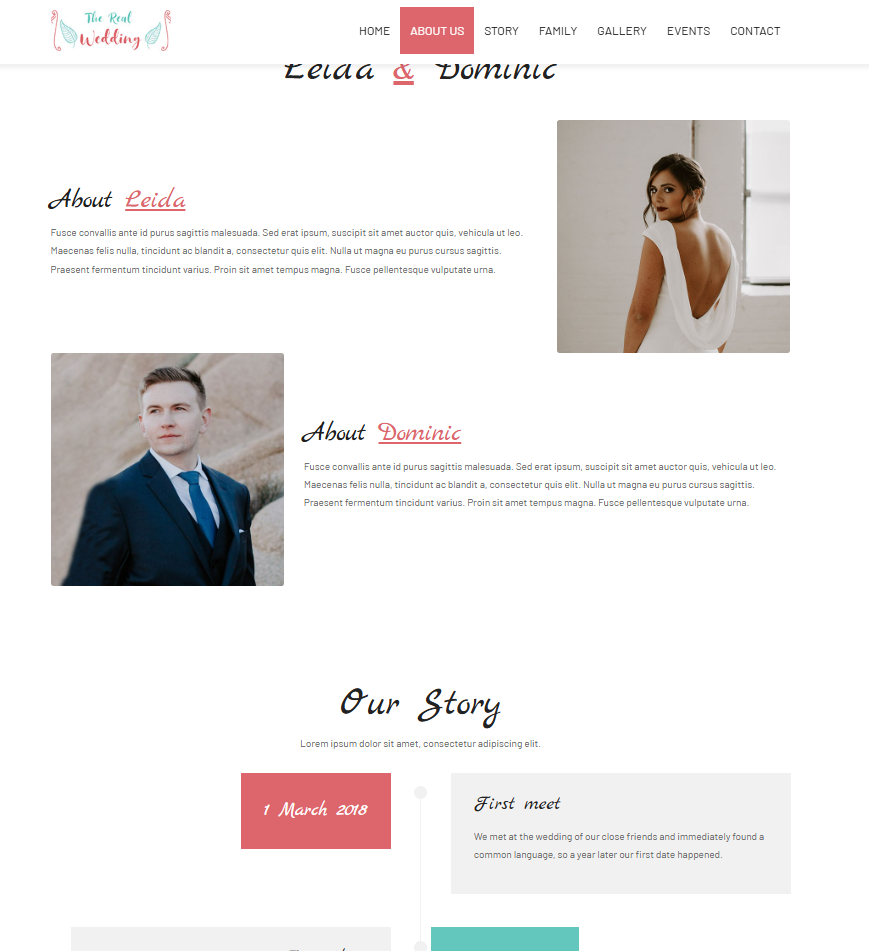 The Real
Wedding
HOME ABOUT US STORY FAMILY GALLERY EVENTS CONTACT
Leida & Dominic
About Leida
Fusce convallis ante id purus sagittis malesuada. Sed erat ipsum, suscipit sit amet auctor quis, vehicula ut leo.
Maecenas felis nulla, tincidunt ac blandit a, consectetur quis elit. Nulla ut magna eu purus cursus sagittis.
Praesent fermentum tincidunt varius. Proin sit amet tempus magna. Fusce pellentesque vulputate urna.
About Dominic
Fusce convallis ante id purus sagittis malesuada. Sed erat ipsum, suscipit sit amet auctor quis, vehicula ut leo.
Maecenas felis nulla, tincidunt ac blandit a, consectetur quis elit. Nulla ut magna eu purus cursus sagittis.
Praesent fermentum tincidunt varius. Proin sit amet tempus magna. Fusce pellentesque vulputate urna.
Our Story
Lorem ipsum dolor sit amet, consectetur adipiscing elit.
1 March 2018
First meet
We met at the wedding of our close friends and immediately found a
common language, so a year later our first date happened.